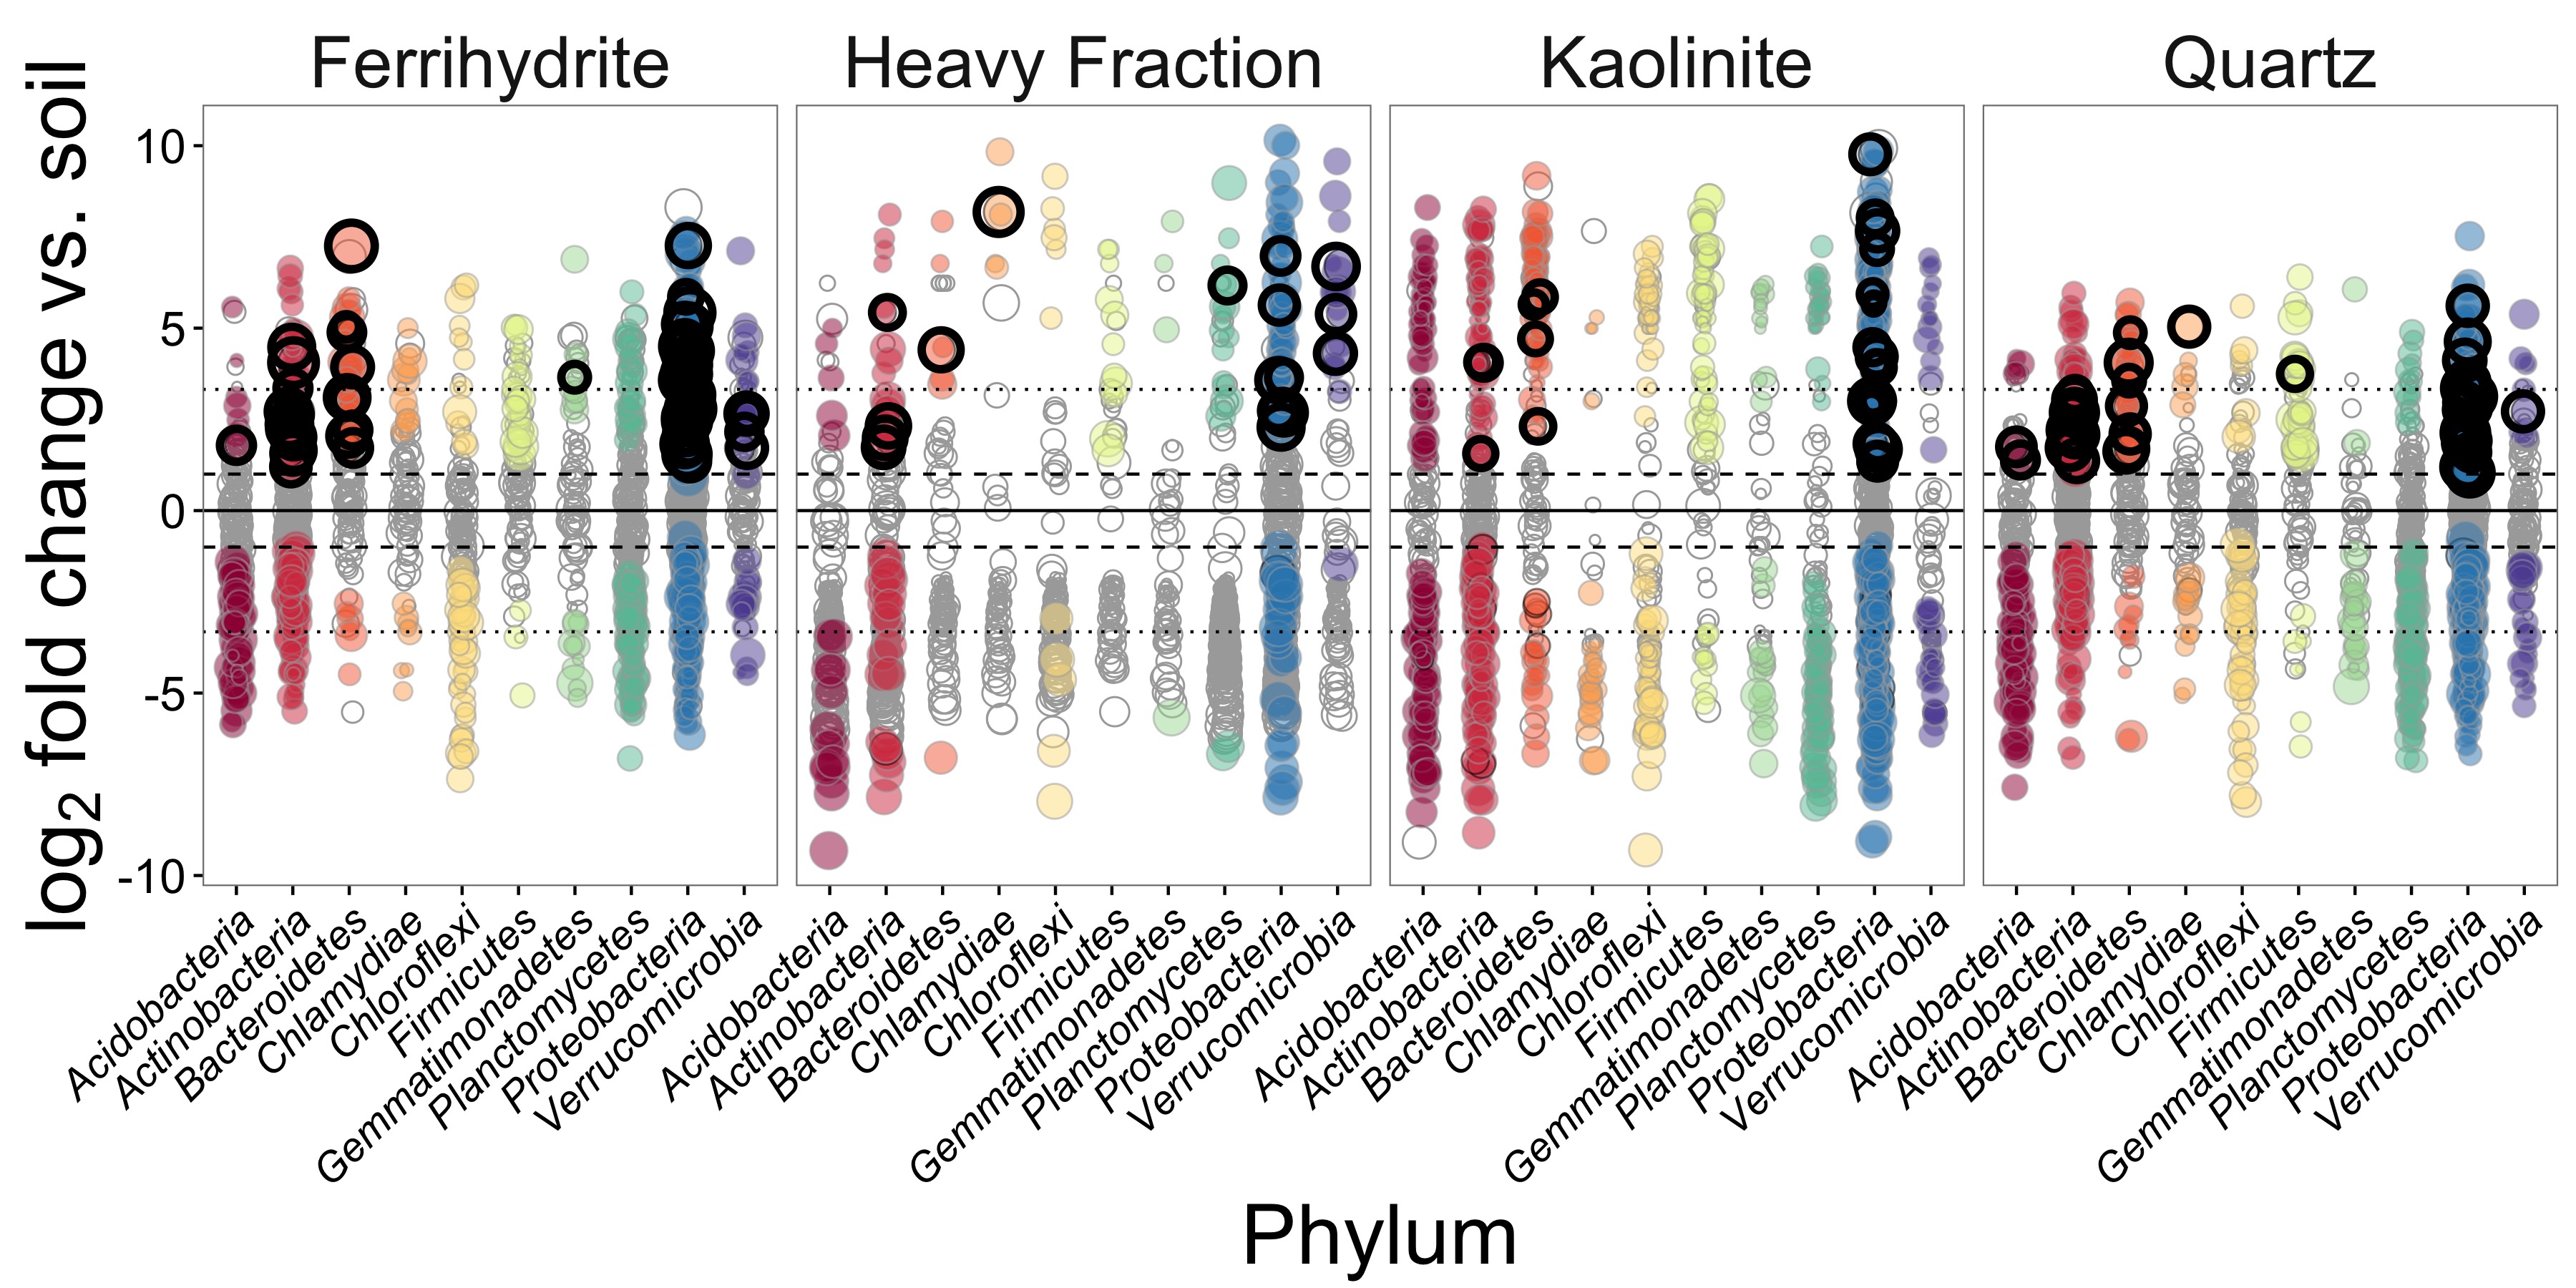 Ferrihydrite
Heavy Fraction
Kaolinite
Quartz
log2 fold change vs. soil
10
5
0
-5
-10
Acidobacteria
Actinobacteria
Bacteroidetes
Chlamydiae
Chloroflexi
Firmicutes
Gemmatimonadetes
Planctomycetes
Proteobacteria
Verrucomicrobia
Acidobacteria
Actinobacteria
Bacteroidetes
Chlamydiae
Chloroflexi
Firmicutes
Gemmatimonadetes
Planctomycetes
Proteobacteria
Verrucomicrobia
Acidobacteria
Actinobacteria
Bacteroidetes
Chlamydiae
Chloroflexi
Firmicutes
Gemmatimonadetes
Planctomycetes
Proteobacteria
Verrucomicrobia
Acidobacteria
Actinobacteria
Bacteroidetes
Chlamydiae
Chloroflexi
Firmicutes
Gemmatimonadetes
Planctomycetes
Proteobacteria
Verrucomicrobia
Phylum